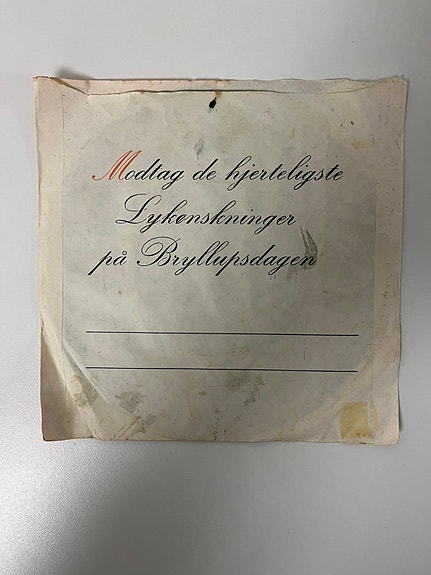 Modtag de hjerteligste
Lykønskninger
på Bryllupsdagen